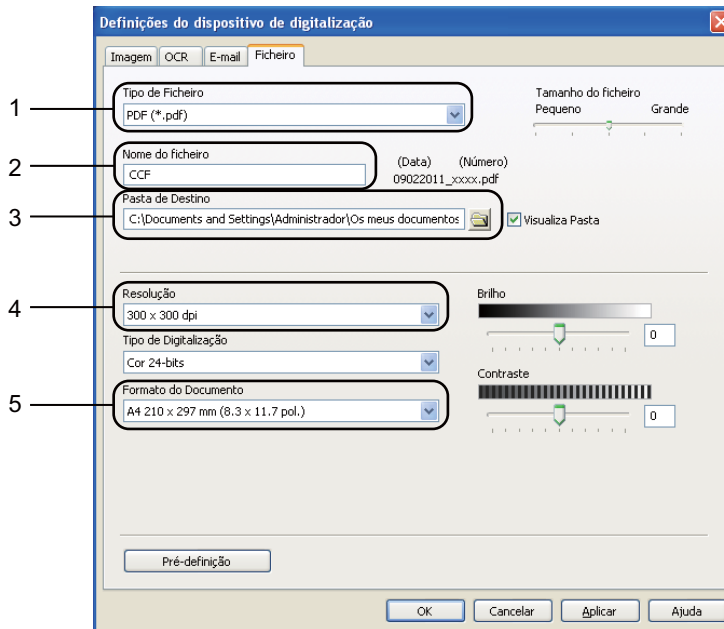 Definições do dispositivo de digitalização
Imagem OCR E-mail Ficheiro
1 Tipo de Ficheiro
PDF (*.pdf)
Tamanho do ficheiro
Pequeno Grande
2 Nome do ficheiro
CCF
(Data) (Número)
09022011_xxxx.pdf
3 Pasta de Destino
C:\Documents and Settings\Administrador\Os meus documentos
Visualiza Pasta
4 Resolução
300 x 300 dpi
Tipo de Digitalização
Cor 24-bits
5 Formato do Documento
A4 210 x 297 mm (8.3 x 11.7 pol.)
Brilho
0
Contraste
0
Pré-definição
OK Cancelar Aplicar Ajuda